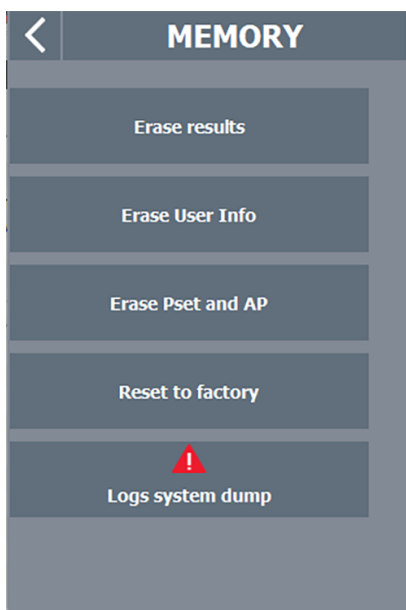 MEMORY
Erase results
Erase User Info
Erase Pset and AP
Reset to factory
Logs system dump